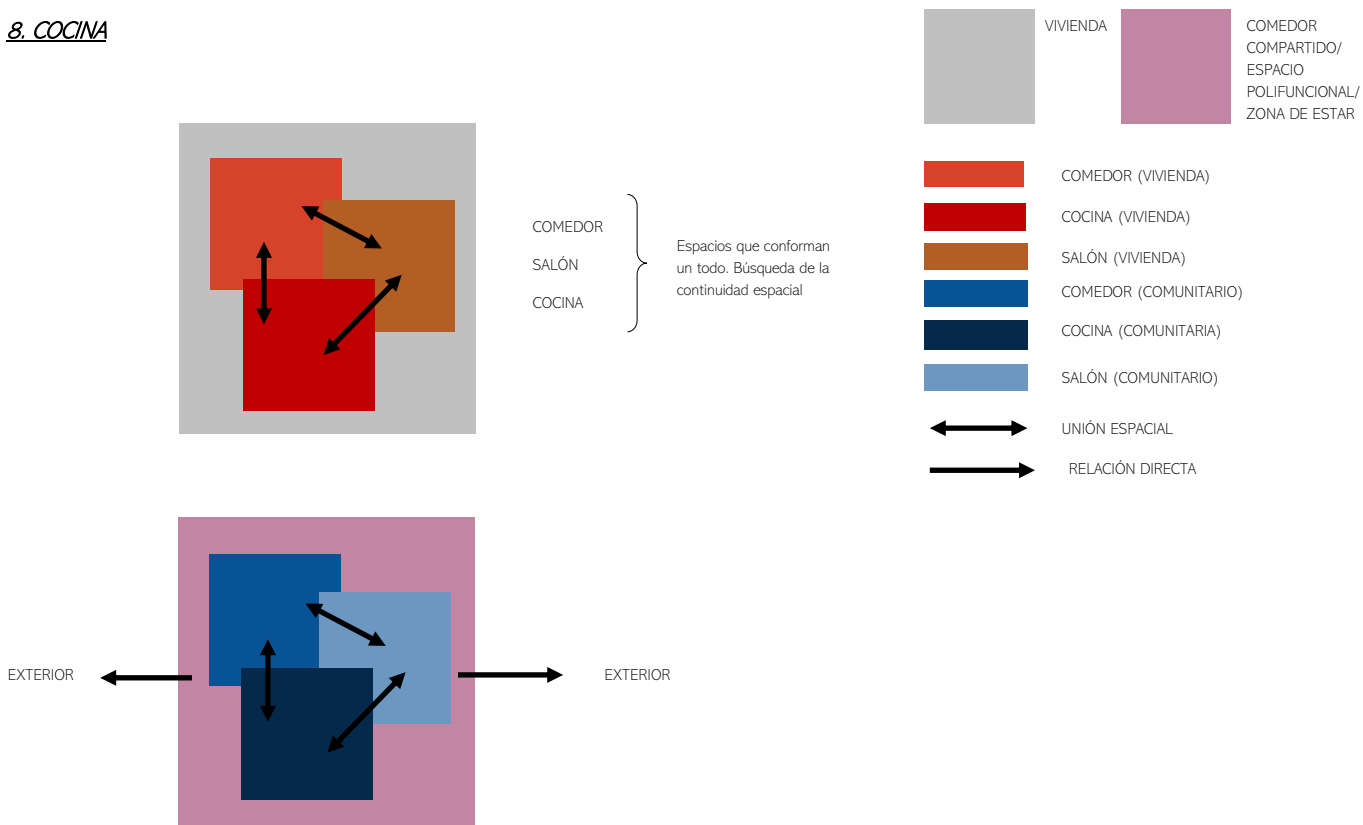 8. COCINA
VIVIENDA
COMEDOR
COMPARTIDO/
ESPACIO
POLIFUNCIONAL/
ZONA DE ESTAR
COMEDOR
SALÓN
COCINA
Espacios que conforman
un todo. Búsqueda de la
continuidad espacial
COMEDOR (VIVIENDA)
COCINA (VIVIENDA)
SALÓN (VIVIENDA)
COMEDOR (COMUNITARIO)
COCINA (COMUNITARIA)
SALÓN (COMUNITARIO)
UNIÓN ESPACIAL
RELACIÓN DIRECTA
EXTERIOR
EXTERIOR